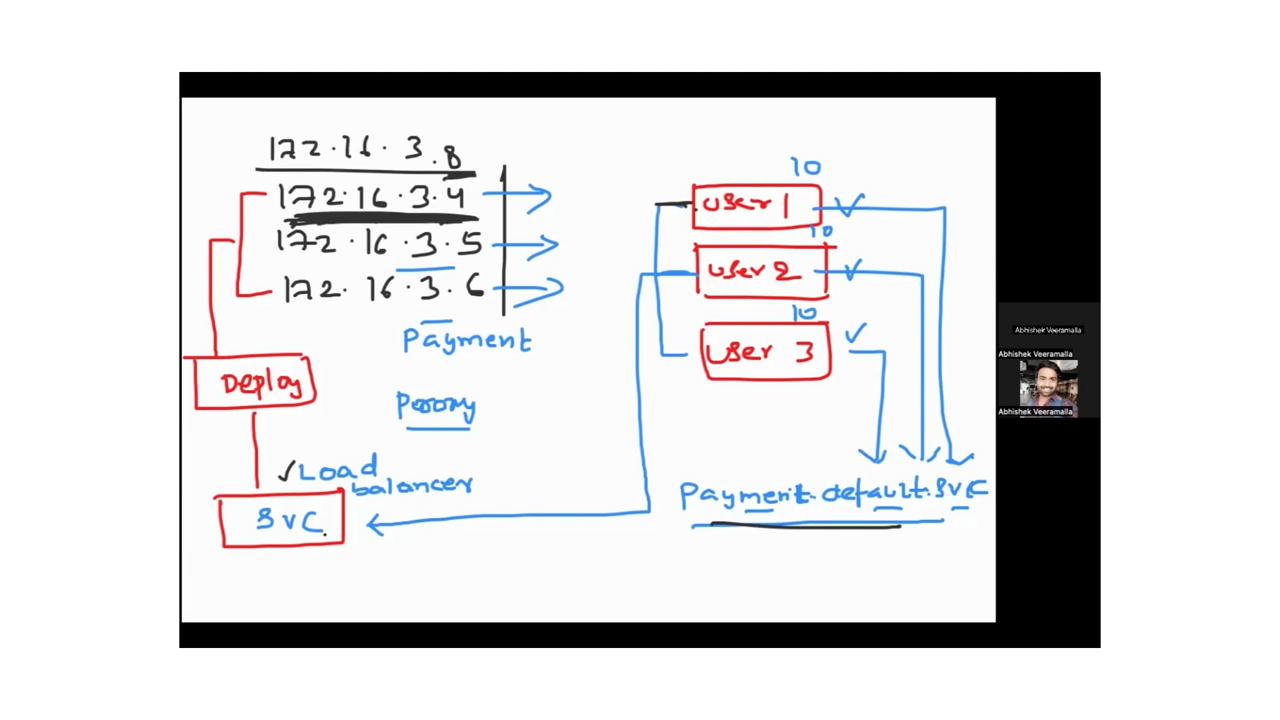 172.16.3.8
172.16.3.4
172.16.3.5
172.16.3.6
Payment
Deploy
✓Load
balancer
SVC.
10
user 1
10
user 2
10
user 3
Payment.default.svc
Abhishek Veeramalla
Abhishek Veeramalla
Abhishek Veeramalla